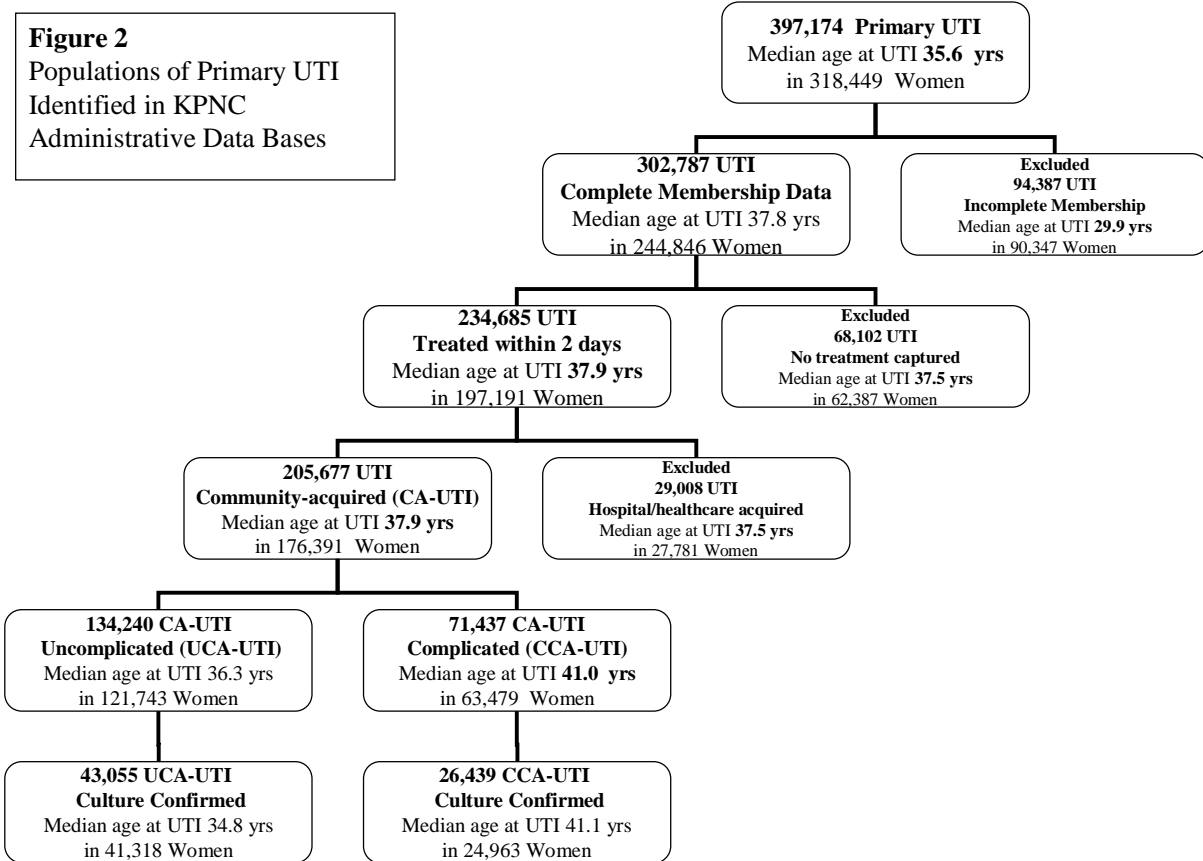 Figure 2
Populations of Primary UTI
Identified in KPNC
Administrative Data Bases
397,174 Primary UTI
Median age at UTI 35.6 yrs
in 318,449 Women
302,787 UTI
Complete Membership Data
Median age at UTI 37.8 yrs
in 244,846 Women
Excluded
94,387 UTI
Incomplete Membership
Median age at UTI 29.9 yrs
in 90,347 Women
234,685 UTI
Treated within 2 days
Median age at UTI 37.9 yrs
in 197,191 Women
Excluded
68,102 UTI
No treatment captured
Median age at UTI 37.5 yrs
in 62,387 Women
205,677 UTI
Community-acquired (CA-UTI)
Median age at UTI 37.9 yrs
in 176,391 Women
Excluded
29,008 UTI
Hospital/healthcare acquired
Median age at UTI 37.5 yrs
in 27,781 Women
134,240 CA-UTI
Uncomplicated (UCA-UTI)
Median age at UTI 36.3 yrs
in 121,743 Women
71,437 CA-UTI
Complicated (CCA-UTI)
Median age at UTI 41.0 yrs
in 63,479 Women
43,055 UCA-UTI
Culture Confirmed
Median age at UTI 34.8 yrs
in 41,318 Women
26,439 CCA-UTI
Culture Confirmed
Median age at UTI 41.1 yrs
in 24,963 Women